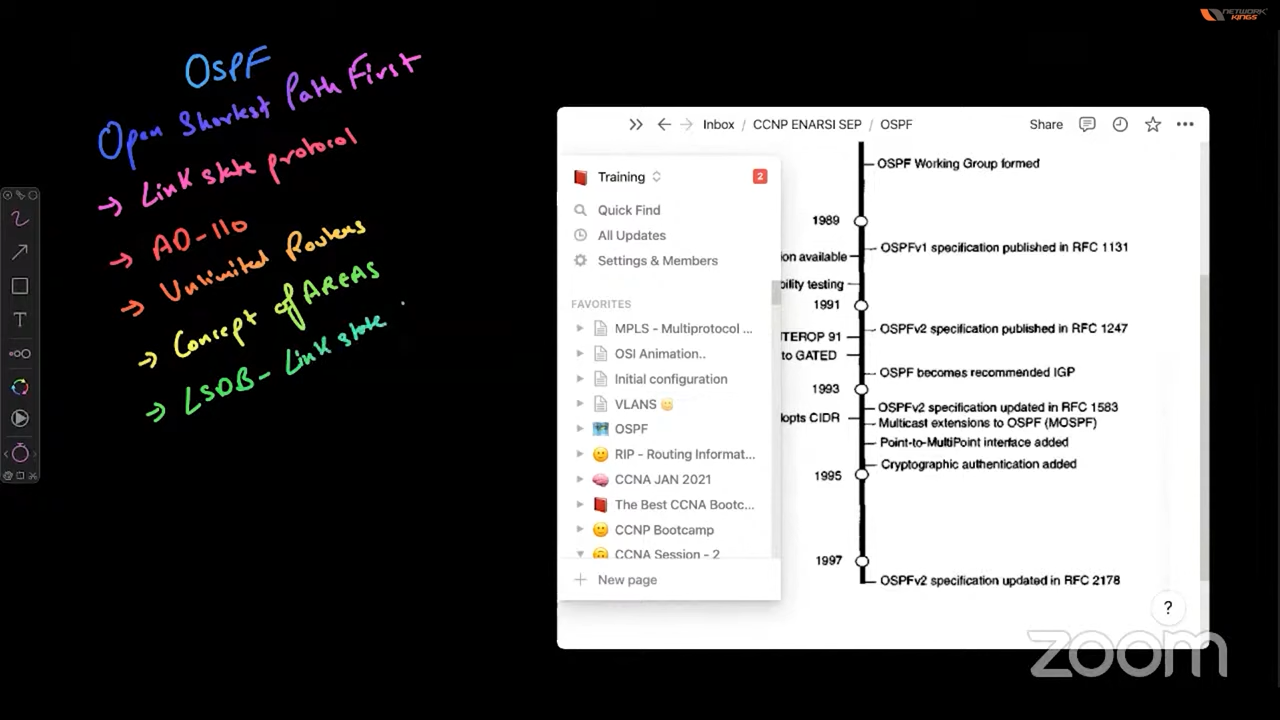 NETWORK
KINGS
OSPF
Open Shortest Path First
→ Link state protocol
→ AD-110
→ Unlimited Routers
→ Concept of AREAS
→ LSDB - Link state
Inbox / CCNP ENARSI SEP / OSPF
Share
Training
2
Quick Find
All Updates
Settings & Members
FAVORITES
MPLS - Multiprotocol ...
OSI Animation..
Initial configuration
VLANS
OSPF
RIP - Routing Informat...
CCNA JAN 2021
The Best CCNA Bootc...
CCNP Bootcamp
CCNA Session - 2
+ New page
OSPF Working Group formed
1989
OSPFv1 specification published in RFC 1131
ion available
bility testing
1991
OSPFv2 specification published in RFC 1247
TEROP 91
to GATED
OSPF becomes recommended IGP
1993
OSPFv2 specification updated in RFC 1583
opts CIDR
Multicast extensions to OSPF (MOSPF)
Point-to-MultiPoint interface added
Cryptographic authentication added
1995
1997
OSPFv2 specification updated in RFC 2178
?
zoom